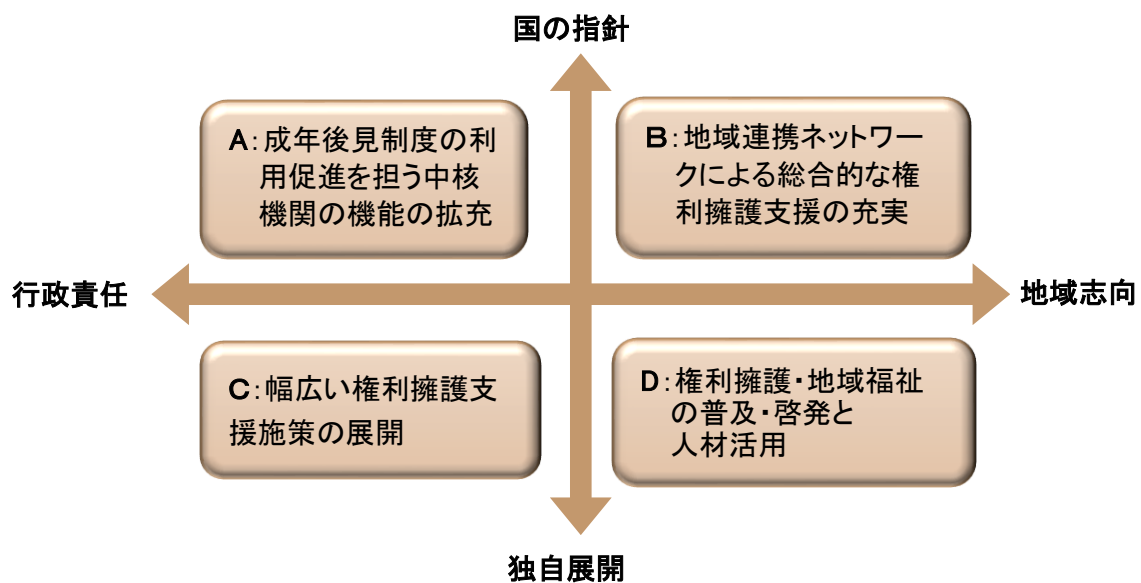 国の指針
A：成年後見制度の利
用促進を担う中核
機関の機能の拡充
B：地域連携ネットワー
クによる総合的な権
利擁護支援の充実
行政責任
地域志向
C：幅広い権利擁護支
援施策の展開
D：権利擁護・地域福祉
の普及・啓発と
人材活用
独自展開